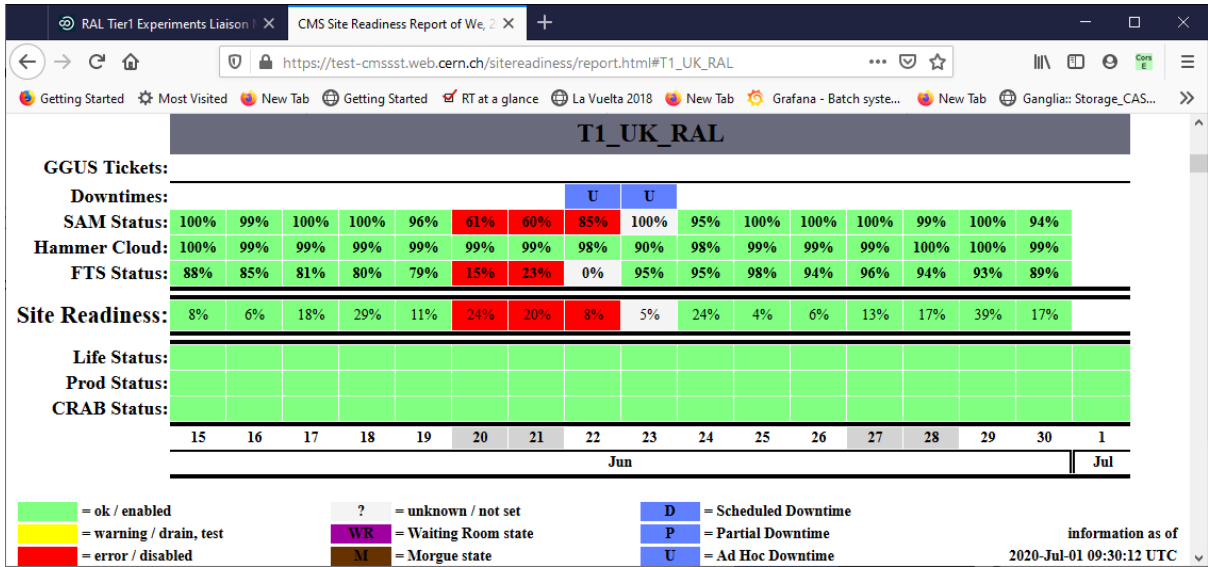 RAL Tier1 Experiments Liaison
CMS Site Readiness Report of We, 2
https://test-cmssst.web.cern.ch/sitereadiness/report.html#T1_UK_RAL
Getting Started Most Visited New Tab Getting Started RT at a glance La Vuelta 2018 New Tab Grafana - Batch syste... New Tab Ganglia:: Storage_CAS...
T1_UK_RAL
GGUS Tickets:
Downtimes: U U
SAM Status: 100% 99% 100% 100% 96% 61% 60% 85% 100% 95% 100% 100% 100% 99% 100% 94%
Hammer Cloud: 100% 99% 99% 99% 99% 99% 99% 98% 90% 98% 99% 99% 99% 100% 100% 99%
FTS Status: 88% 85% 81% 80% 79% 15% 23% 0% 95% 95% 98% 94% 96% 94% 93% 89%
Site Readiness: 8% 6% 18% 29% 11% 24% 20% 8% 5% 24% 4% 6% 13% 17% 39% 17%
Life Status:
Prod Status:
CRAB Status:
15 16 17 18 19 20 21 22 23 24 25 26 27 28 29 30 1
Jun Jul
= ok / enabled ? = unknown / not set D = Scheduled Downtime
= warning / drain, test WR = Waiting Room state P = Partial Downtime information as of
= error / disabled M = Morgue state U = Ad Hoc Downtime 2020-Jul-01 09:30:12 UTC